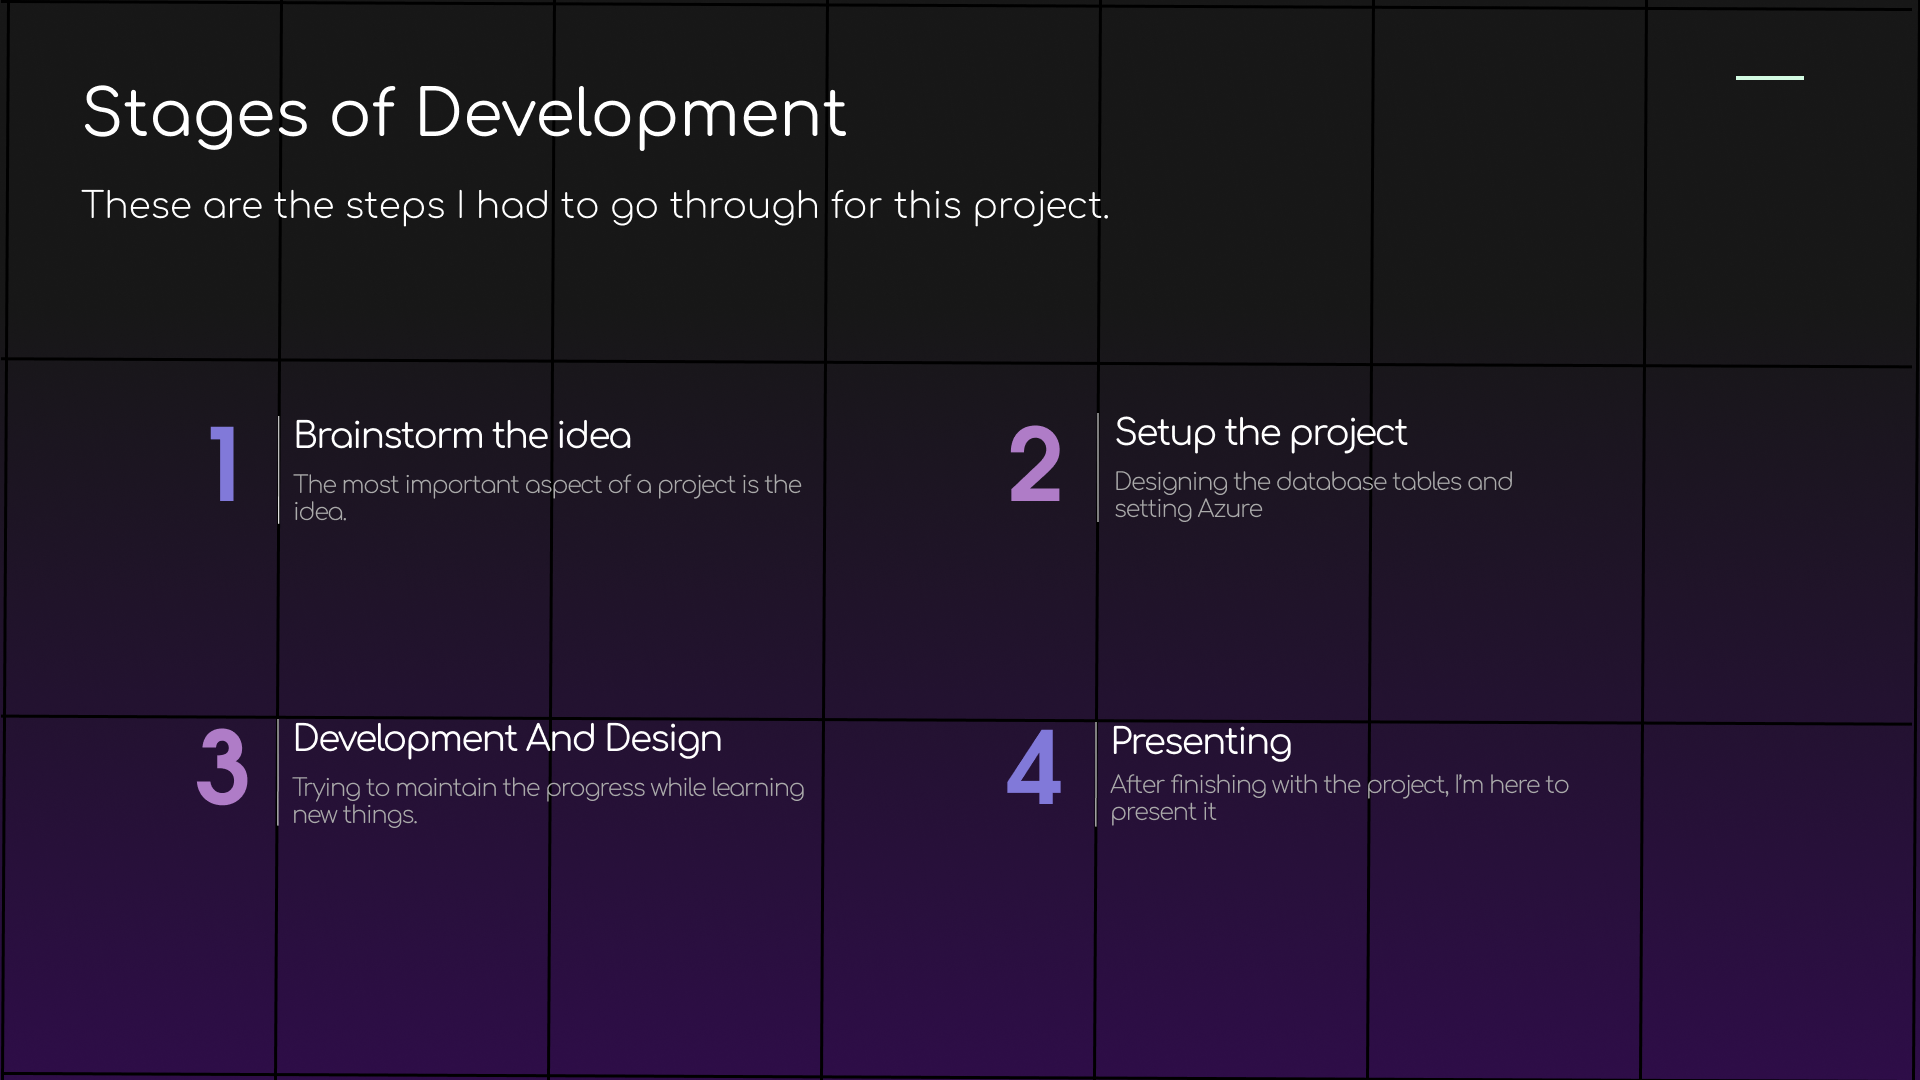 Stages of Development
These are the steps I had to go through for this project.
1
Brainstorm the idea
The most important aspect of a project is the
idea.
2
Setup the project
Designing the database tables and
setting Azure
3
Development And Design
Trying to maintain the progress while learning
new things.
4
Presenting
After finishing with the project, I'm here to
present it